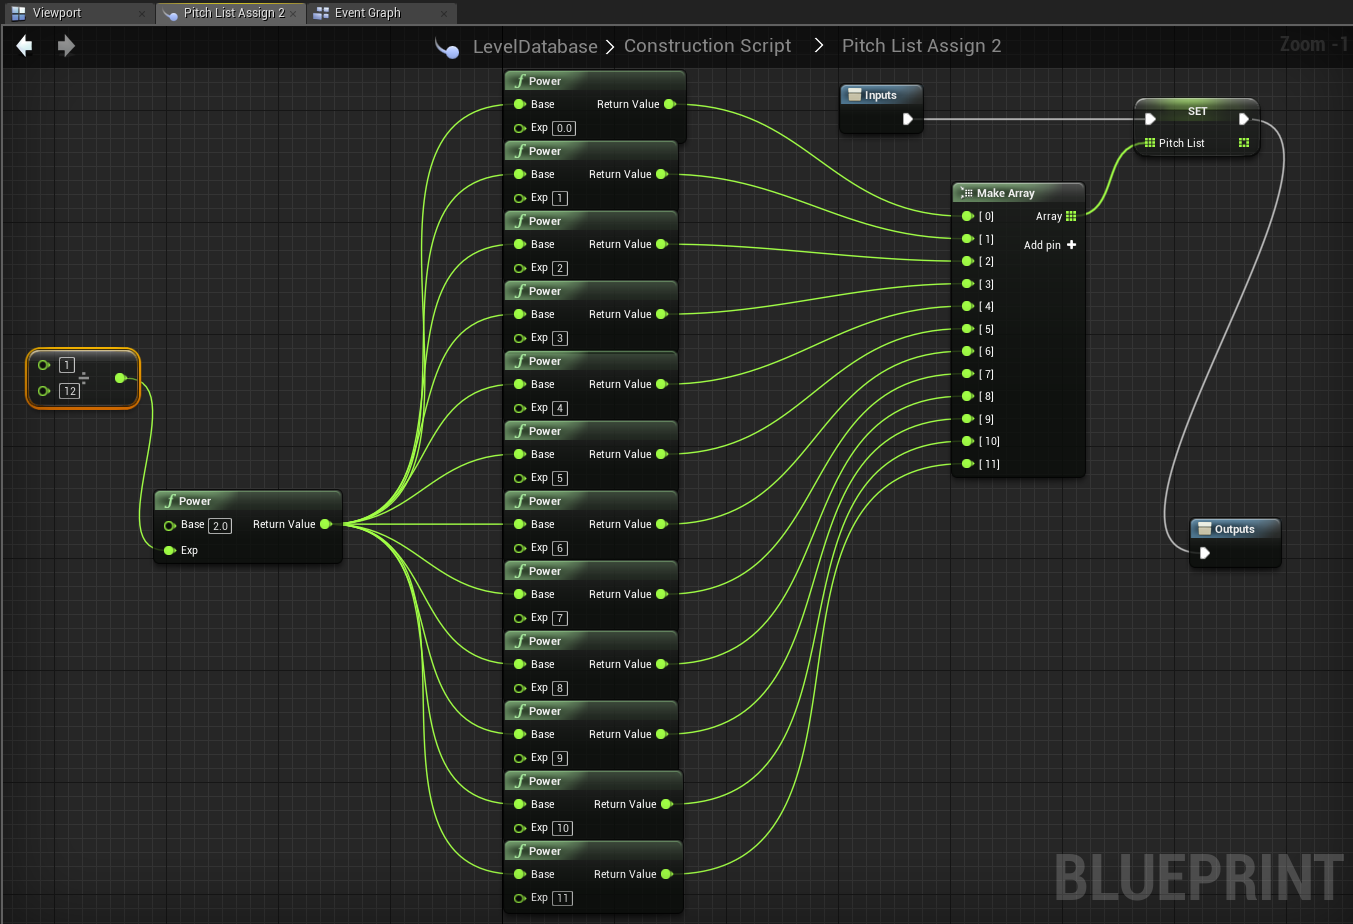 Viewport
Pitch List Assign 2
Event Graph
LevelDatabase > Construction Script > Pitch List Assign 2
Zoom -1
Power
Base Return Value
Exp 0.0
Power
Base Return Value
Exp 1
Power
Base Return Value
Exp 2
Power
Base Return Value
Exp 3
Power
Base Return Value
Exp 4
Power
Base Return Value
Exp 5
Power
Base Return Value
Exp 6
Power
Base Return Value
Exp 7
Power
Base Return Value
Exp 8
Power
Base Return Value
Exp 9
Power
Base Return Value
Exp 10
Power
Base Return Value
Exp 11
1
÷
12
Power
Base 2.0 Return Value
Exp
Inputs
SET
Pitch List
Make Array
[ 0] Array
[ 1] Add pin +
[ 2]
[ 3]
[ 4]
[ 5]
[ 6]
[ 7]
[ 8]
[ 9]
[ 10]
[ 11]
Outputs
BLUEPRINT